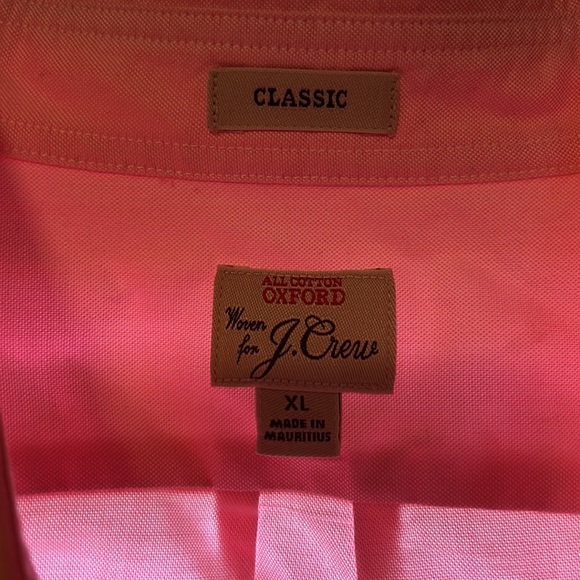 CLASSIC
ALL COTTON
OXFORD
Woven
for J.Crew
XL
MADE IN
MAURITIUS